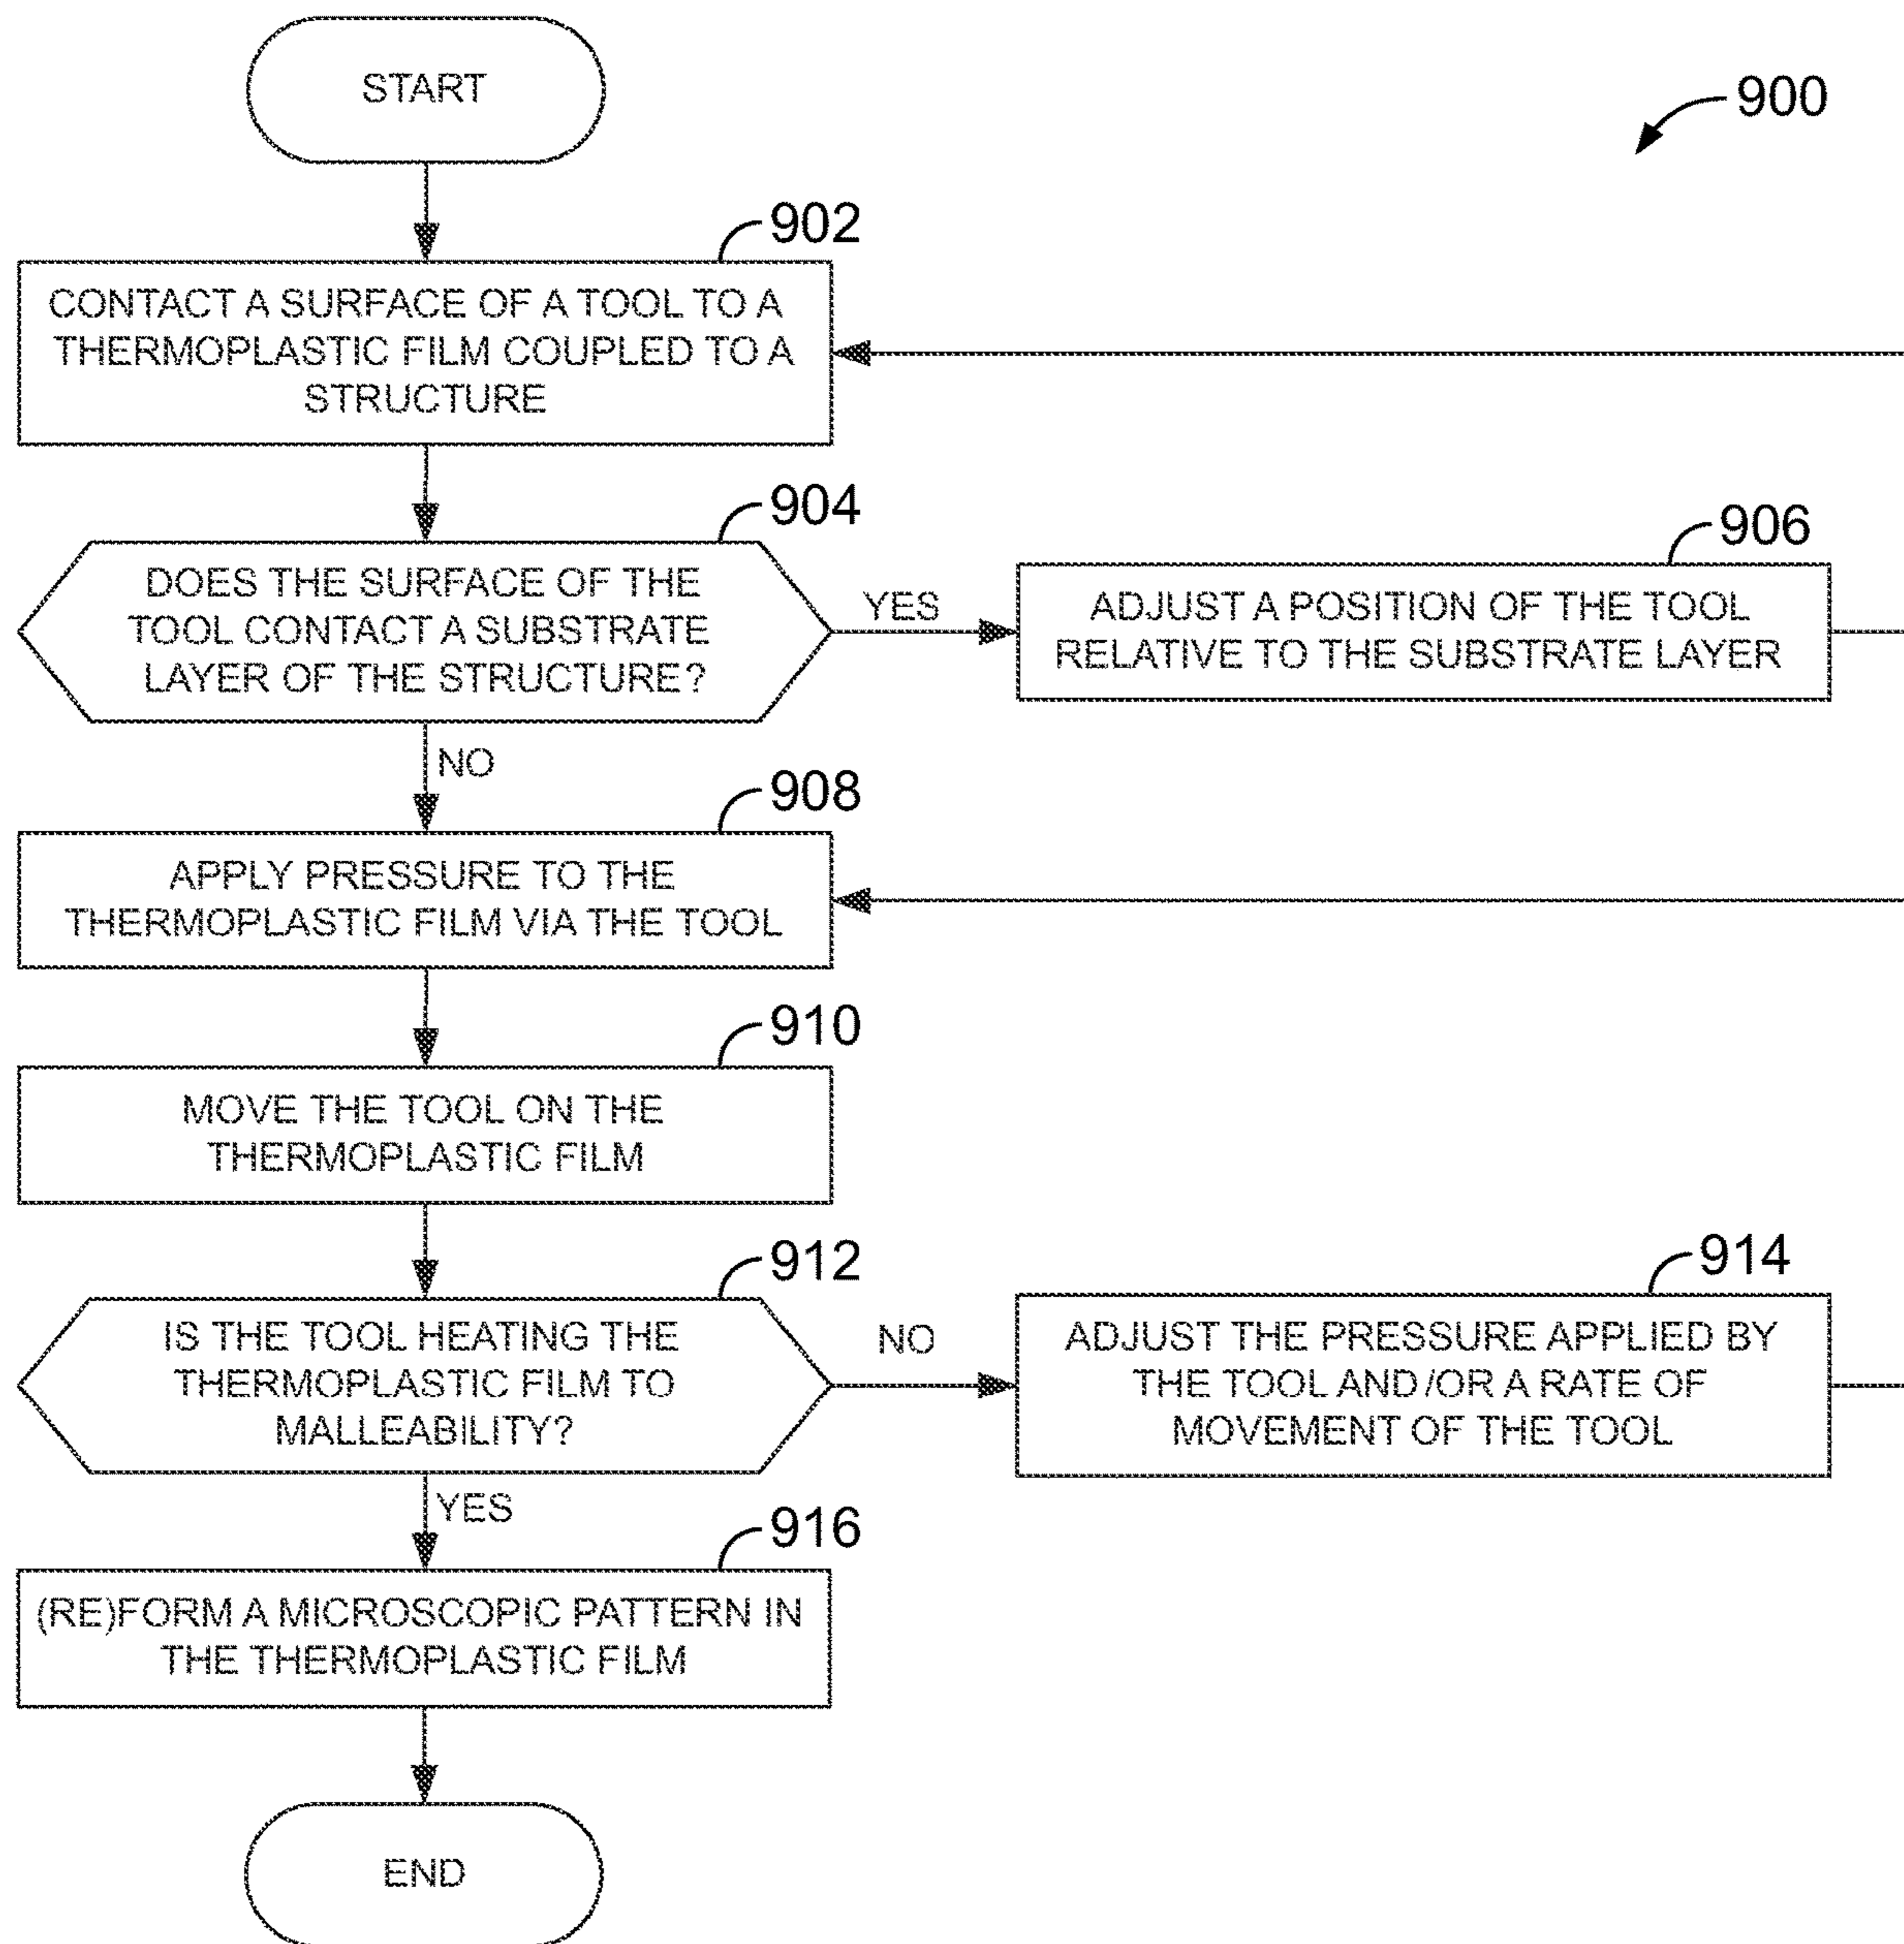 START
900
902
CONTACT A SURFACE OF A TOOL TO A
THERMOPLASTIC FILM COUPLED TO A
STRUCTURE
904
DOES THE SURFACE OF THE
TOOL CONTACT A SUBSTRATE
LAYER OF THE STRUCTURE?
YES
906
ADJUST A POSITION OF THE TOOL
RELATIVE TO THE SUBSTRATE LAYER
NO
908
APPLY PRESSURE TO THE
THERMOPLASTIC FILM VIA THE TOOL
910
MOVE THE TOOL ON THE
THERMOPLASTIC FILM
912
IS THE TOOL HEATING THE
THERMOPLASTIC FILM TO
MALLEABILITY?
NO
914
ADJUST THE PRESSURE APPLIED BY
THE TOOL AND/OR A RATE OF
MOVEMENT OF THE TOOL
YES
916
(RE)FORM A MICROSCOPIC PATTERN IN
THE THERMOPLASTIC FILM
END